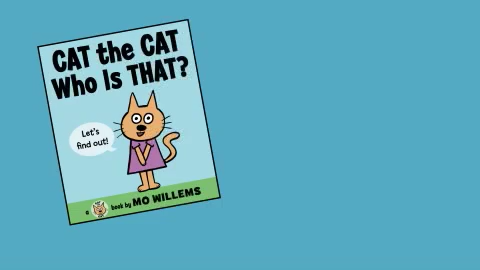 CAT the CAT
Who Is THAT?
Let's
find out!
a book by MO WILLEMS